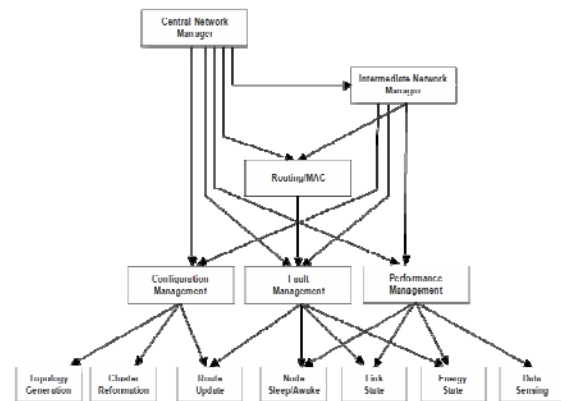 Central Network
Manager
Intermediate Network
Manager
Routing/MAC
Configuration
Management
Fault
Management
Performance
Management
Topology
Generation
Cluster
Reformation
Route
Update
Node
Sleep/Awake
Link
State
Energy
State
Data
Sensing